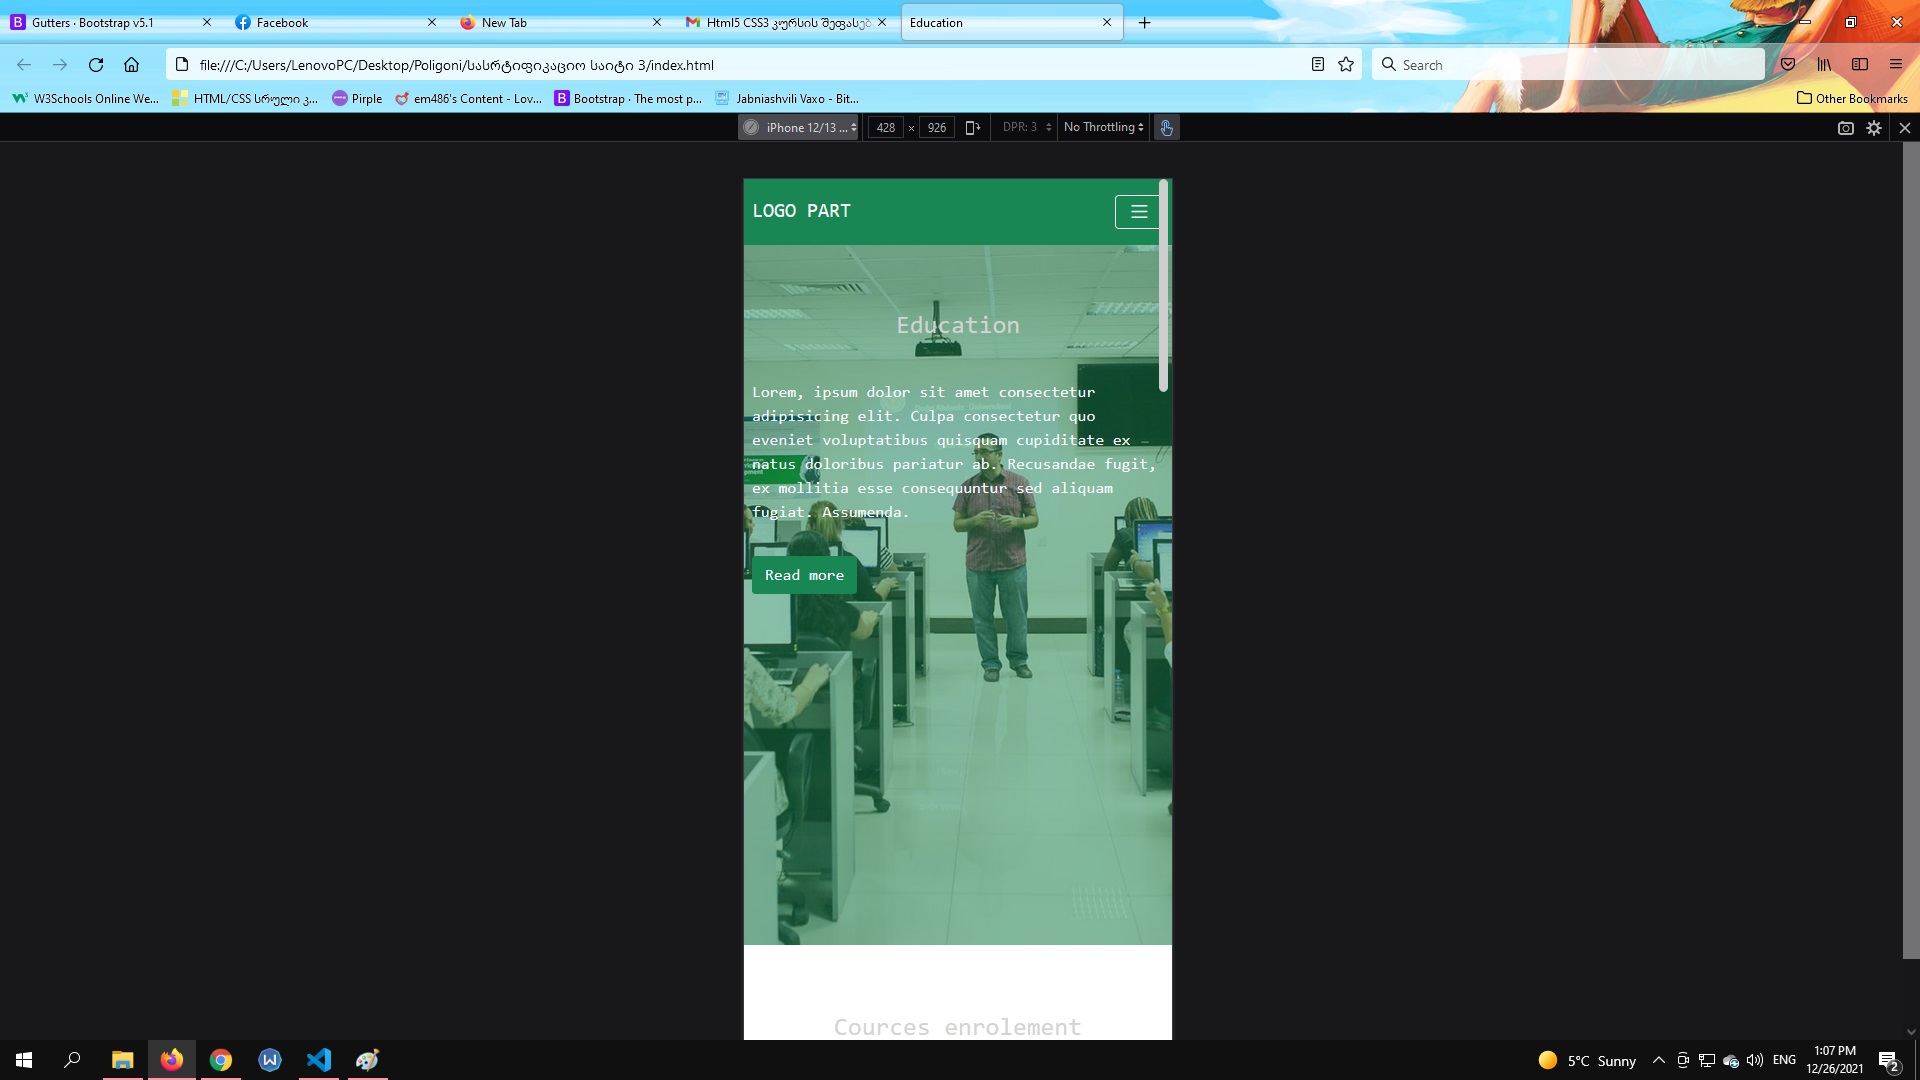 Gutters · Bootstrap v5.1
Facebook
New Tab
Html5 CSS3 კურსის შეფასებ
Education
file:///C:/Users/LenovoPC/Desktop/Poligoni/სასრტიფიკაციო საიტი 3/index.html
Search
W3Schools Online We...
HTML/CSS სრული კ...
Pirple
em486's Content - Lov...
Bootstrap · The most p...
Jabniashvili Vaxo - Bit...
Other Bookmarks
iPhone 12/13 ...
428 × 926
DPR: 3
No Throttling
LOGO PART
Education
Lorem, ipsum dolor sit amet consectetur
adipisicing elit. Culpa consectetur quo
eveniet voluptatibus quisquam cupiditate ex
natus doloribus pariatur ab. Recusandae fugit,
ex mollitia esse consequuntur sed aliquam
fugiat. Assumenda.
Read more
Cources enrolement
5°C Sunny
ENG
1:07 PM
12/26/2021
2